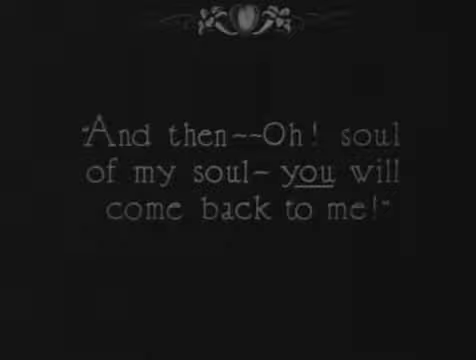 "And then--Oh! soul
of my soul- you will
come back to me!"